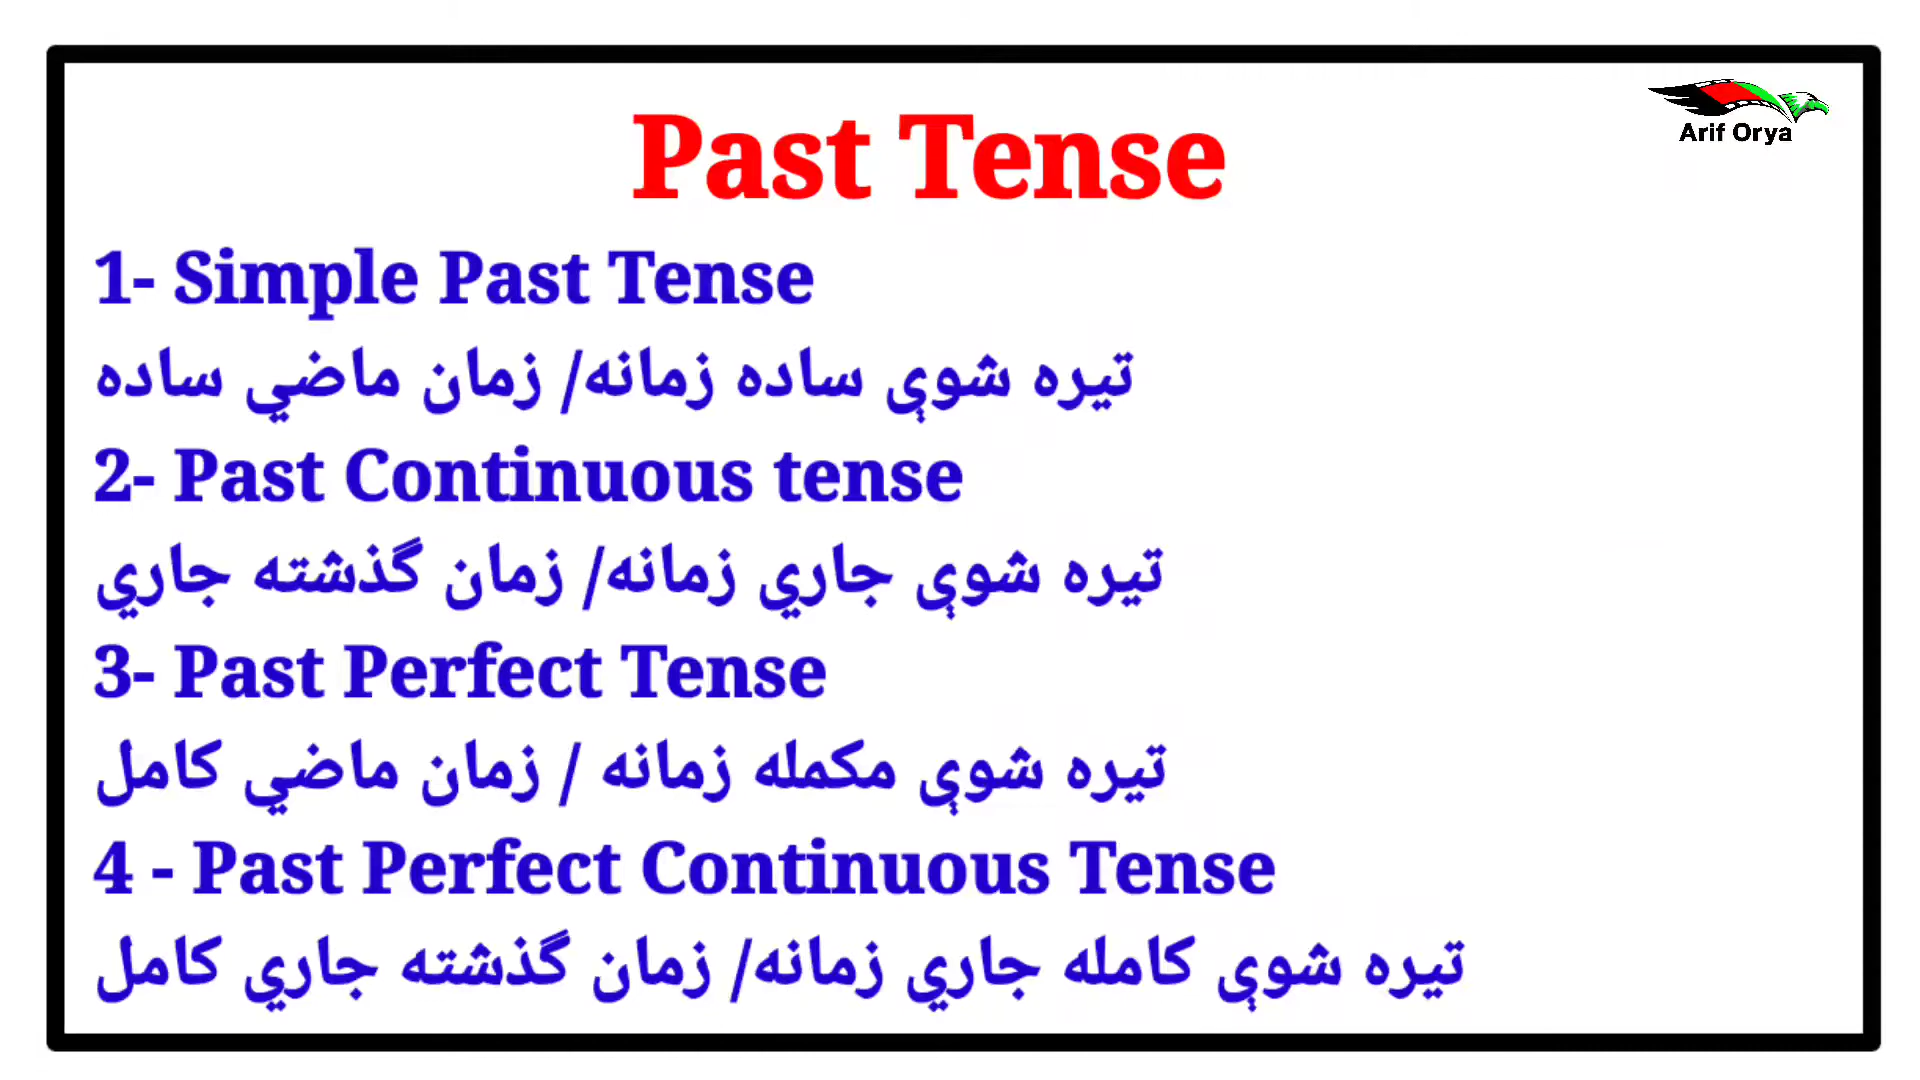 Arif Orya
Past Tense
1- Simple Past Tense
تیره شوې ساده زمانه/ زمان ماضي ساده
2- Past Continuous tense
تیره شوې جاري زمانه/ زمان گذشته جاري
3- Past Perfect Tense
تیره شوې مکمله زمانه / زمان ماضي کامل
4 - Past Perfect Continuous Tense
تیره شوې کامله جاري زمانه/ زمان گذشته جاري کامل